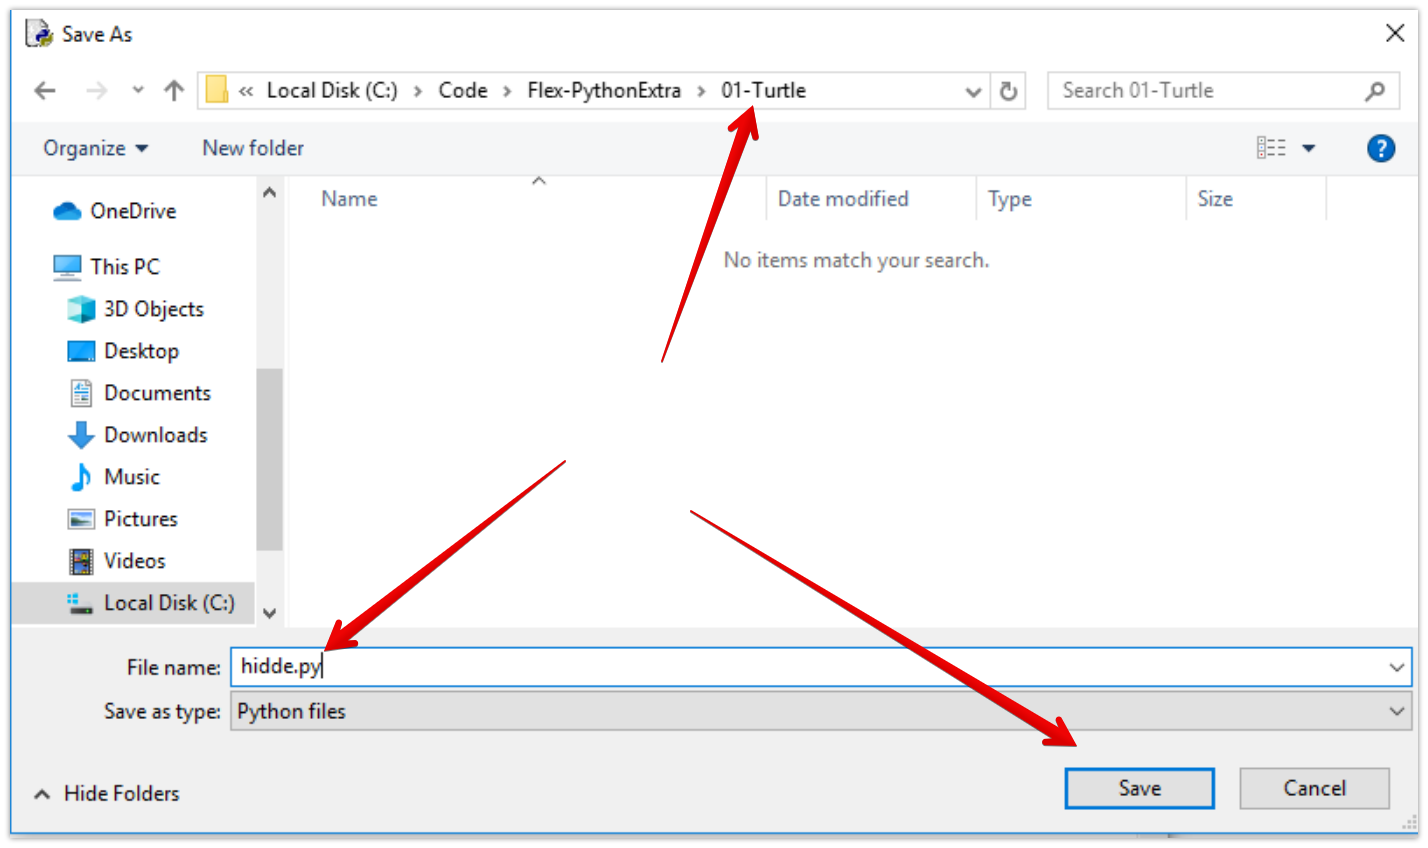 Save As
« Local Disk (C:) › Code › Flex-PythonExtra › 01-Turtle
Search 01-Turtle
Organize
New folder
Name
Date modified
Type
Size
No items match your search.
OneDrive
This PC
3D Objects
Desktop
Documents
Downloads
Music
Pictures
Videos
Local Disk (C:)
File name: hidde.py
Save as type: Python files
Hide Folders
Save
Cancel